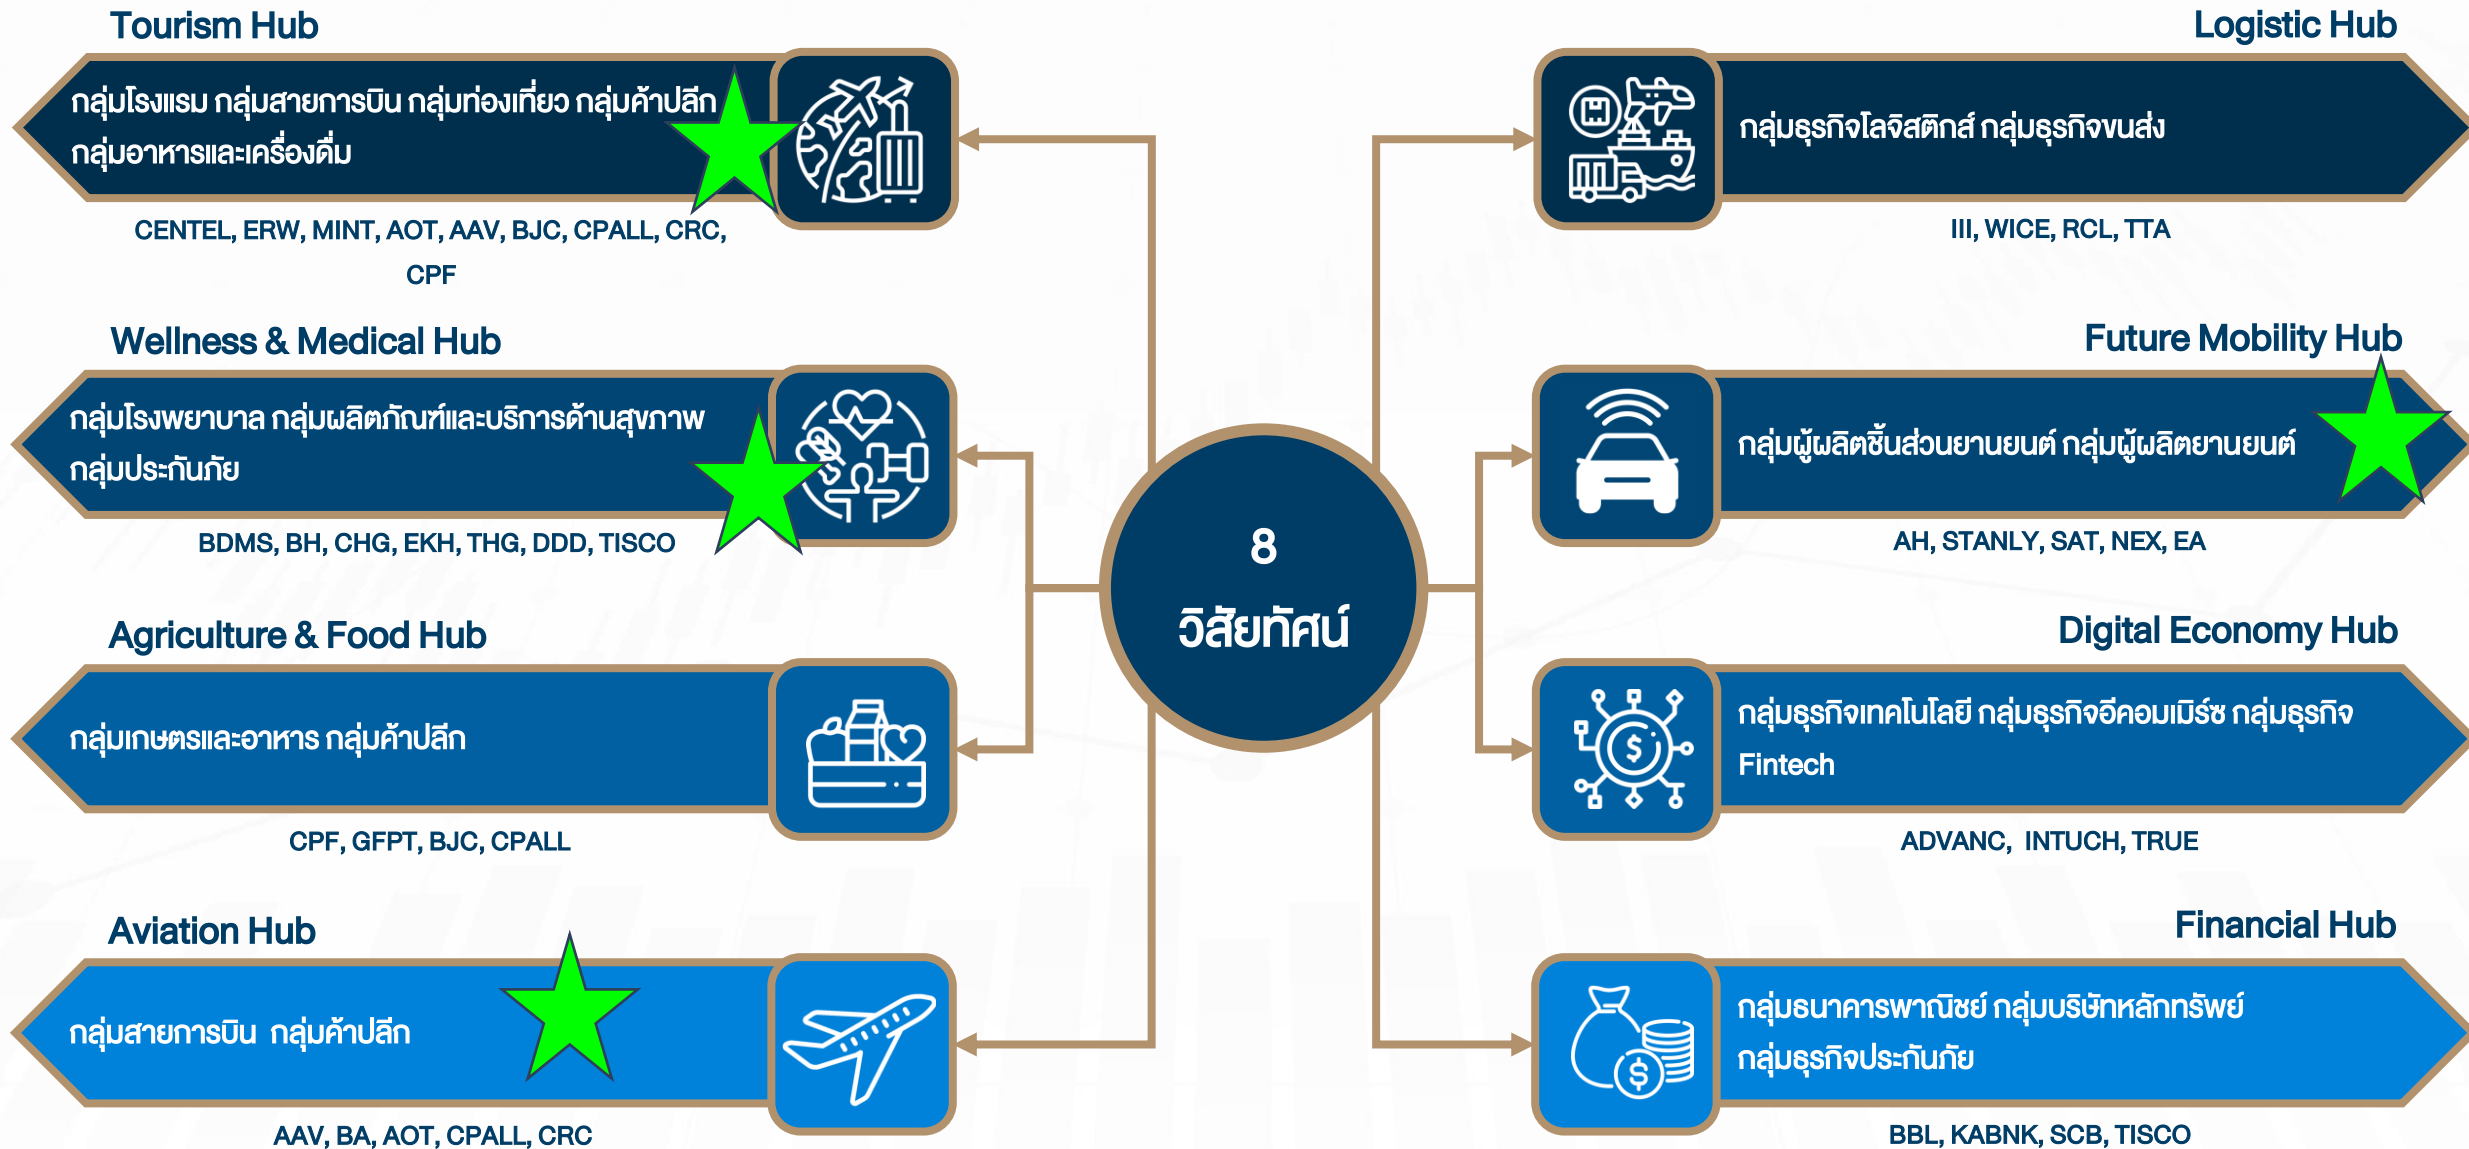 Tourism Hub
กลุ่มโรงแรม กลุ่มสายการบิน กลุ่มท่องเที่ยว กลุ่มค้าปลีก
กลุ่มอาหารและเครื่องดื่ม
CENTEL, ERW, MINT, AOT, AAV, BJC, CPALL, CRC,
CPF
Wellness & Medical Hub
กลุ่มโรงพยาบาล กลุ่มผลิตภัณฑ์และบริการด้านสุขภาพ
กลุ่มประกันภัย
BDMS, BH, CHG, EKH, THG, DDD, TISCO
Agriculture & Food Hub
กลุ่มเกษตรและอาหาร กลุ่มค้าปลีก
CPF, GFPT, BJC, CPALL
Aviation Hub
กลุ่มสายการบิน กลุ่มค้าปลีก
AAV, BA, AOT, CPALL, CRC
8
วิสัยทัศน์
Logistic Hub
กลุ่มธุรกิจโลจิสติกส์ กลุ่มธุรกิจขนส่ง
III, WICE, RCL, TTA
Future Mobility Hub
กลุ่มผู้ผลิตชิ้นส่วนยานยนต์ กลุ่มผู้ผลิตยานยนต์
AH, STANLY, SAT, NEX, EA
Digital Economy Hub
กลุ่มธุรกิจเทคโนโลยี กลุ่มธุรกิจอีคอมเมิร์ซ กลุ่มธุรกิจ
Fintech
ADVANC, INTUCH, TRUE
Financial Hub
กลุ่มธนาคารพาณิชย์ กลุ่มบริษัทหลักทรัพย์
กลุ่มธุรกิจประกันภัย
BBL, KABNK, SCB, TISCO